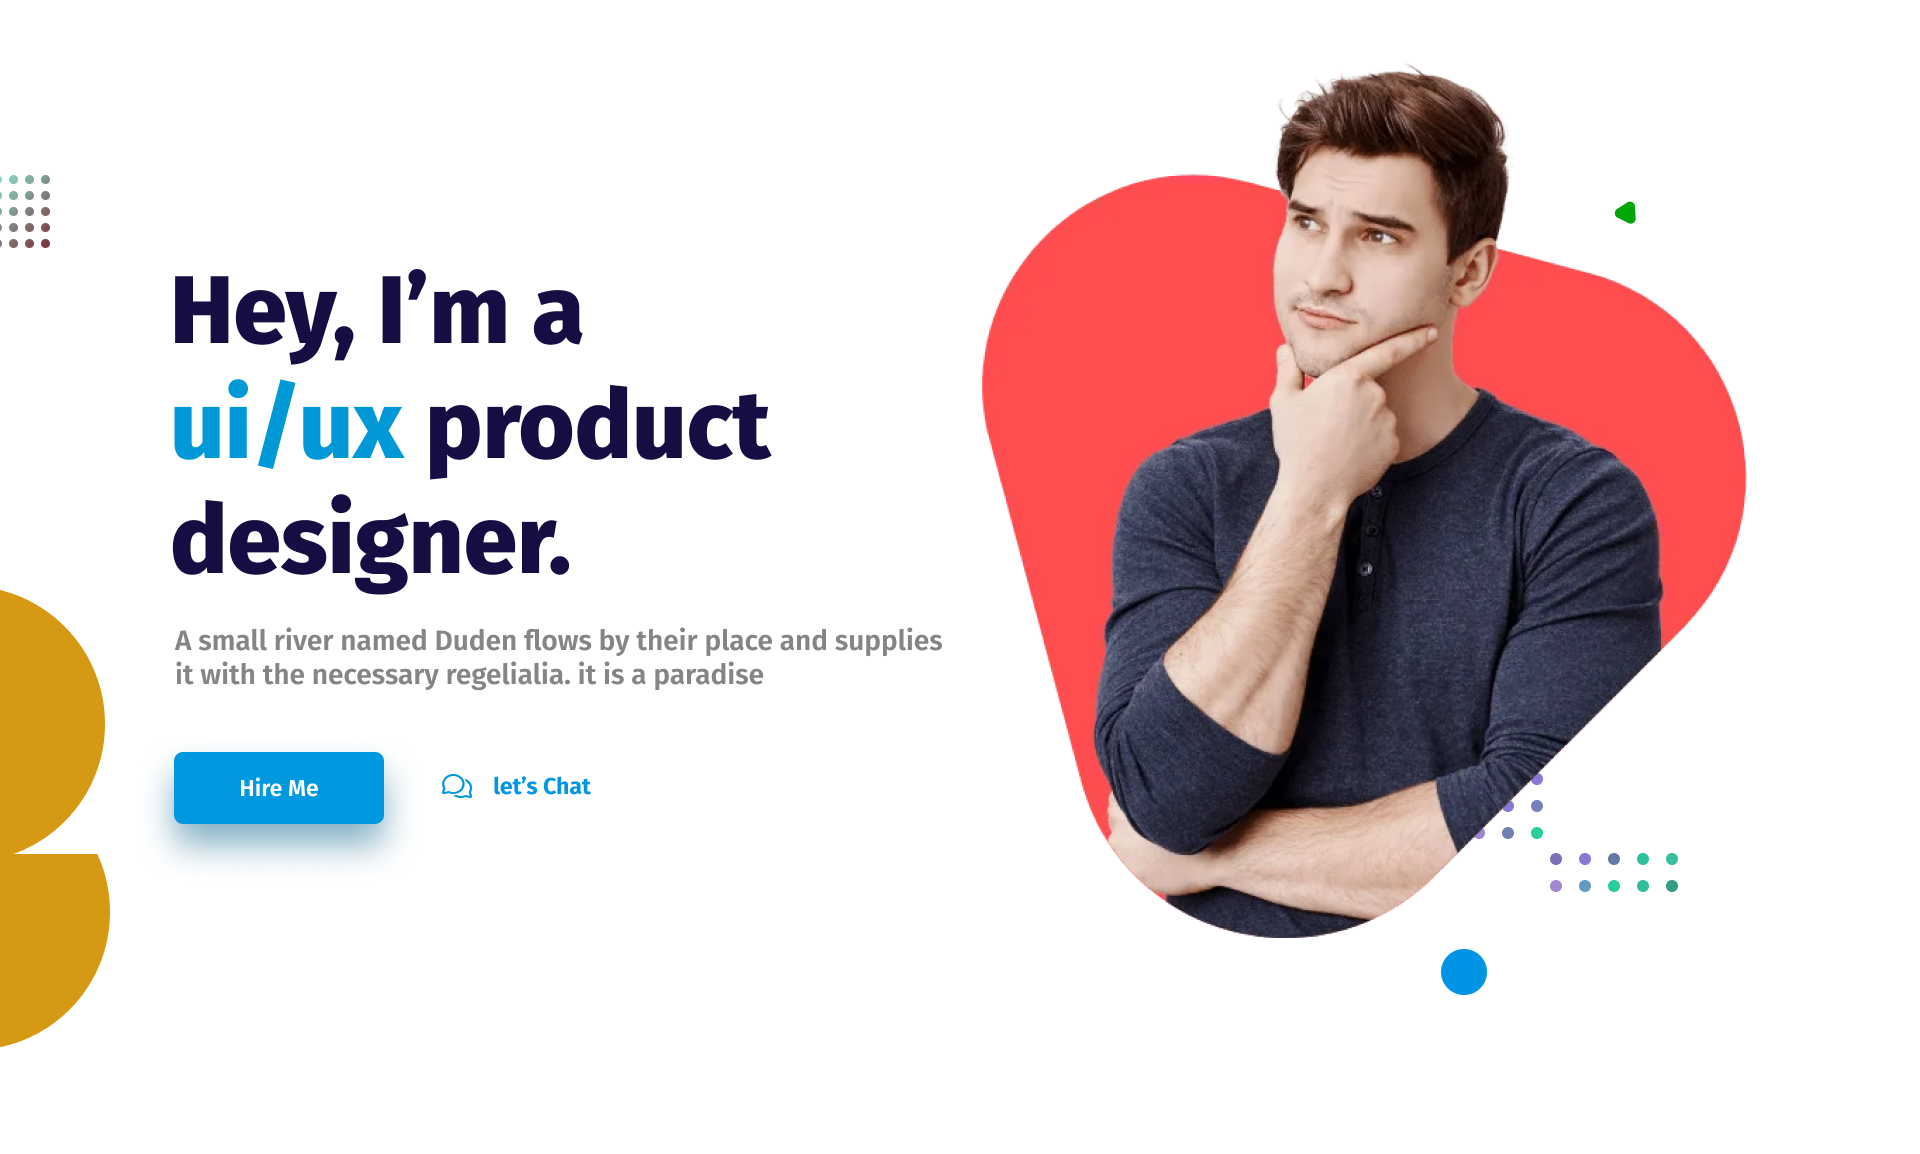 Hey, I’m a
ui/ux product
designer.
A small river named Duden flows by their place and supplies
it with the necessary regelialia. it is a paradise
Hire Me
let’s Chat